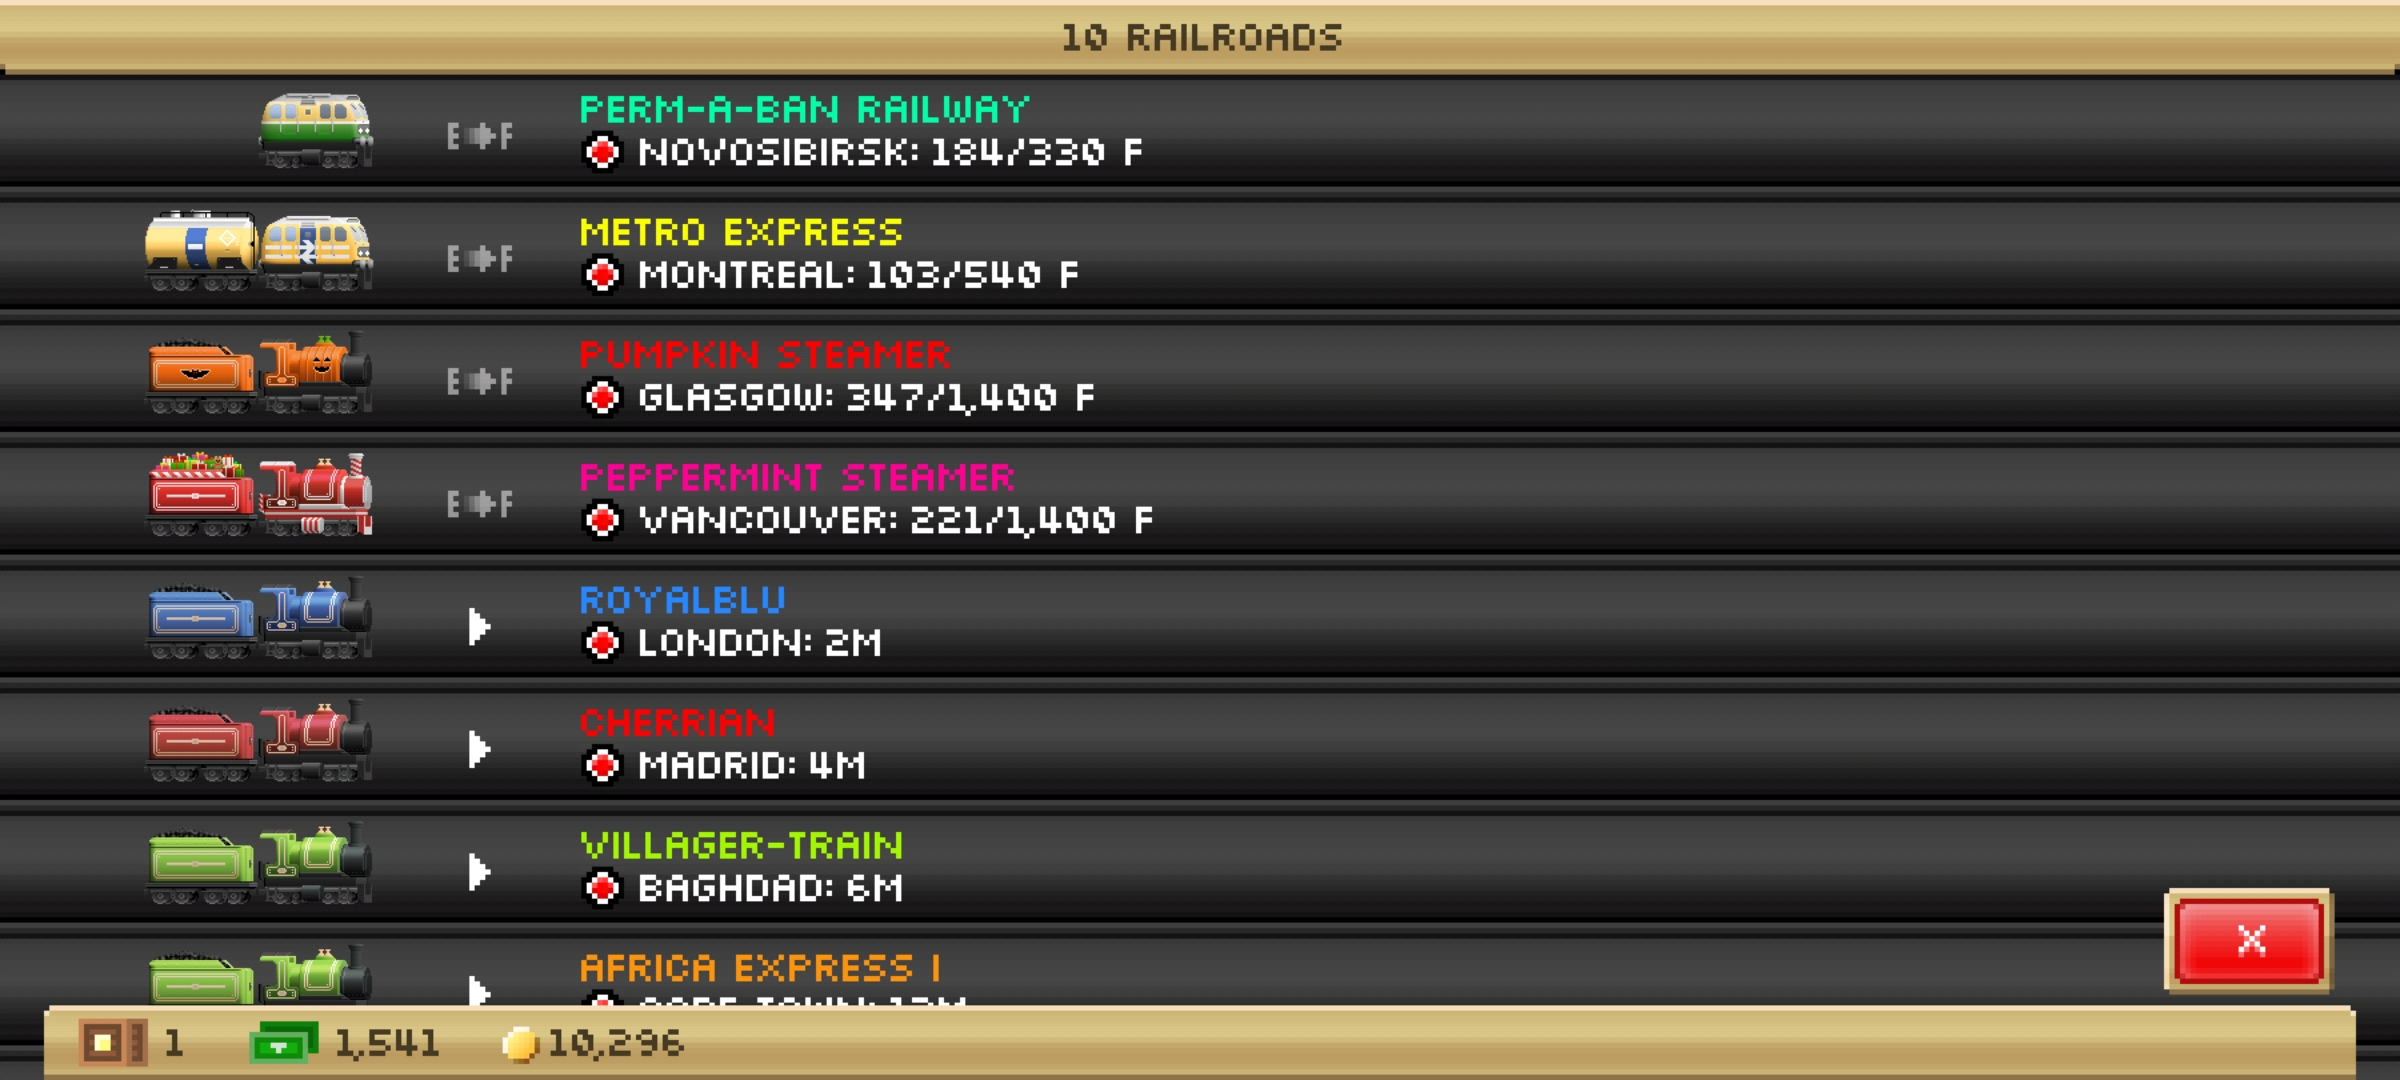 10 RAILROADS
E F
PERM-A-BAN RAILWAY
NOVOSIBIRSK: 184/330 F
E F
METRO EXPRESS
MONTREAL: 103/540 F
E F
PUMPKIN STEAMER
GLASGOW: 347/1,400 F
E F
PEPPERMINT STEAMER
VANCOUVER: 221/1,400 F
ROYALBLU
LONDON: 2M
CHERRIAN
MADRID: 4M
VILLAGER-TRAIN
BAGHDAD: 6M
AFRICA EXPRESS I
X
1 1,541 10,296